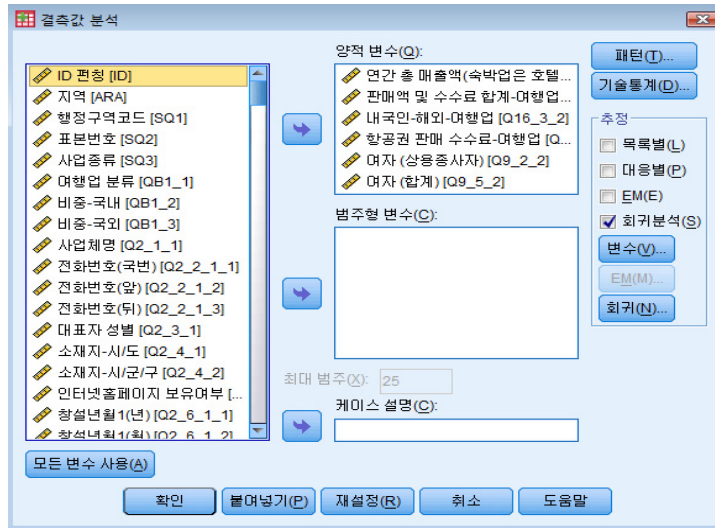 결측값 분석
ID 편칭 [ID]
지역 [ARA]
행정구역코드 [SQ1]
표본번호 [SQ2]
사업종류 [SQ3]
여행업 분류 [QB1_1]
비중-국내 [QB1_2]
비중-국외 [QB1_3]
사업체명 [Q2_1_1]
전화번호(국번) [Q2_2_1_1]
전화번호(앞) [Q2_2_1_2]
전화번호(뒤) [Q2_2_1_3]
대표자 성별 [Q2_3_1]
소재지-시/도 [Q2_4_1]
소재지-시/군/구 [Q2_4_2]
인터넷홈페이지 보유여부 [...
창설년월1(년) [Q2_6_1_1]
창설년월1(월) [Q2_6_1_2]
모든 변수 사용(A)
양적 변수(Q):
연간 총 매출액(숙박업은 호텔...
판매액 및 수수료 합계-여행업...
내국인-해외-여행업 [Q16_3_2]
항공권 판매 수수료-여행업 [Q...
여자 (상용종사자) [Q9_2_2]
여자 (합계) [Q9_5_2]
범주형 변수(C):
최대 범주(X): 25
케이스 설명(C):
패턴(T)...
기술통계(D)...
추정
목록별(L)
대응별(P)
EM(E)
회귀분석(S)
변수(V)...
EM(M)...
회귀(N)...
확인
붙여넣기(P)
재설정(R)
취소
도움말